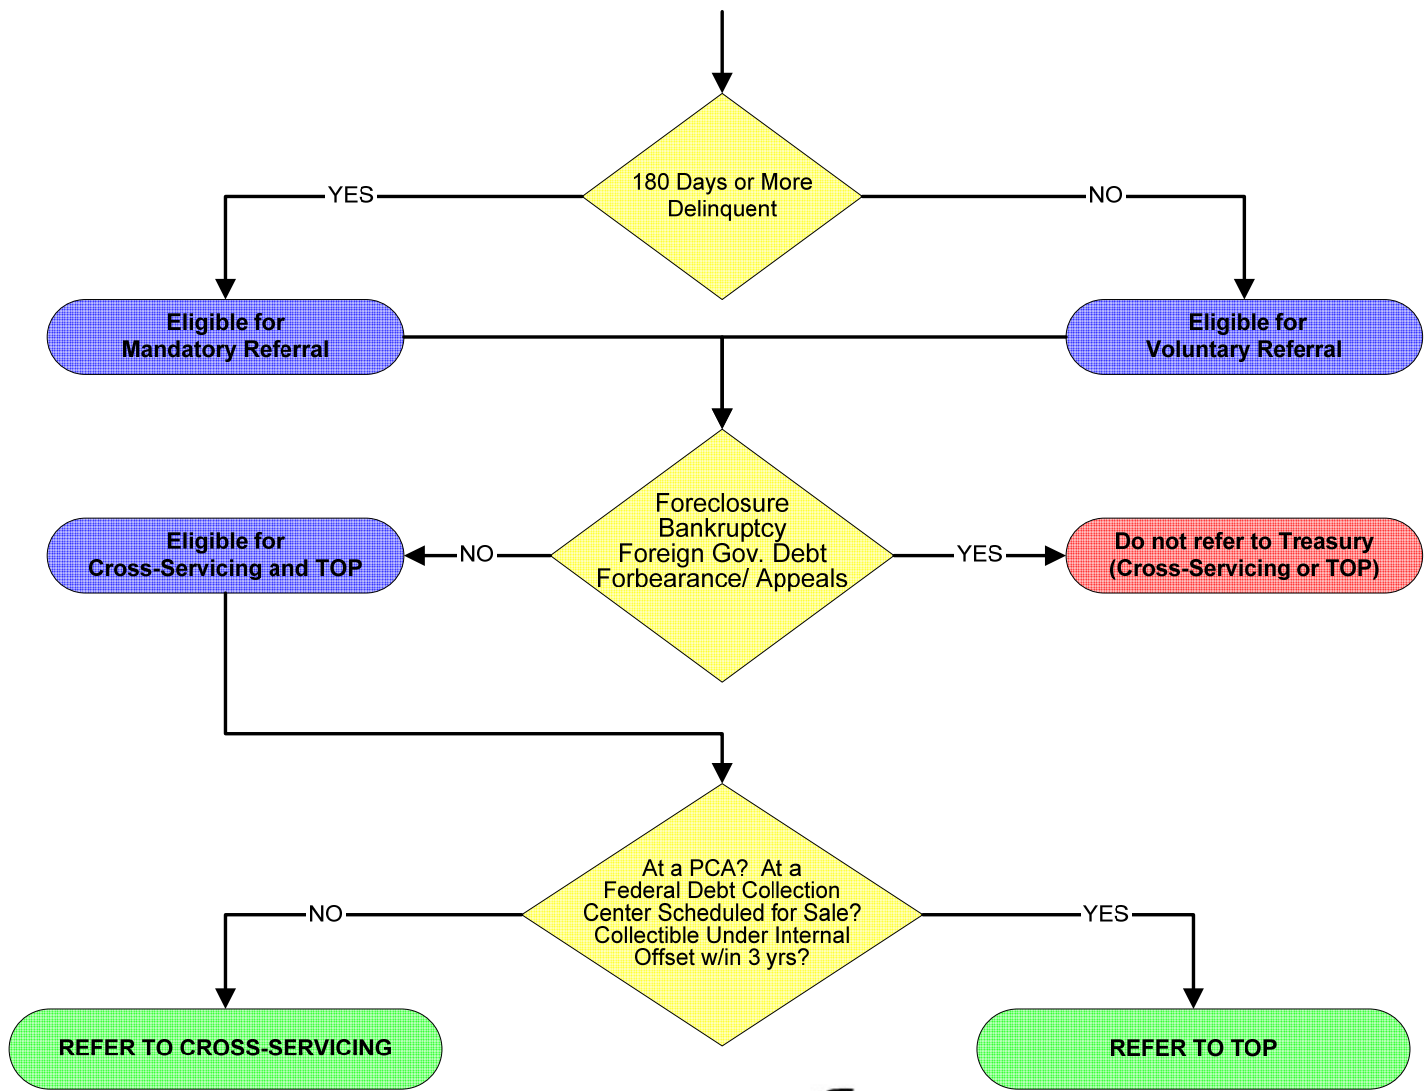 180 Days or More
Delinquent
YES
NO
Eligible for
Mandatory Referral
Eligible for
Voluntary Referral
Foreclosure
Bankruptcy
Foreign Gov. Debt
Forbearance/ Appeals
Eligible for
Cross-Servicing and TOP
NO
YES
Do not refer to Treasury
(Cross-Servicing or TOP)
At a PCA?  At a
Federal Debt Collection
Center Scheduled for Sale?
Collectible Under Internal
Offset w/in 3 yrs?
NO
YES
REFER TO CROSS-SERVICING
REFER TO TOP